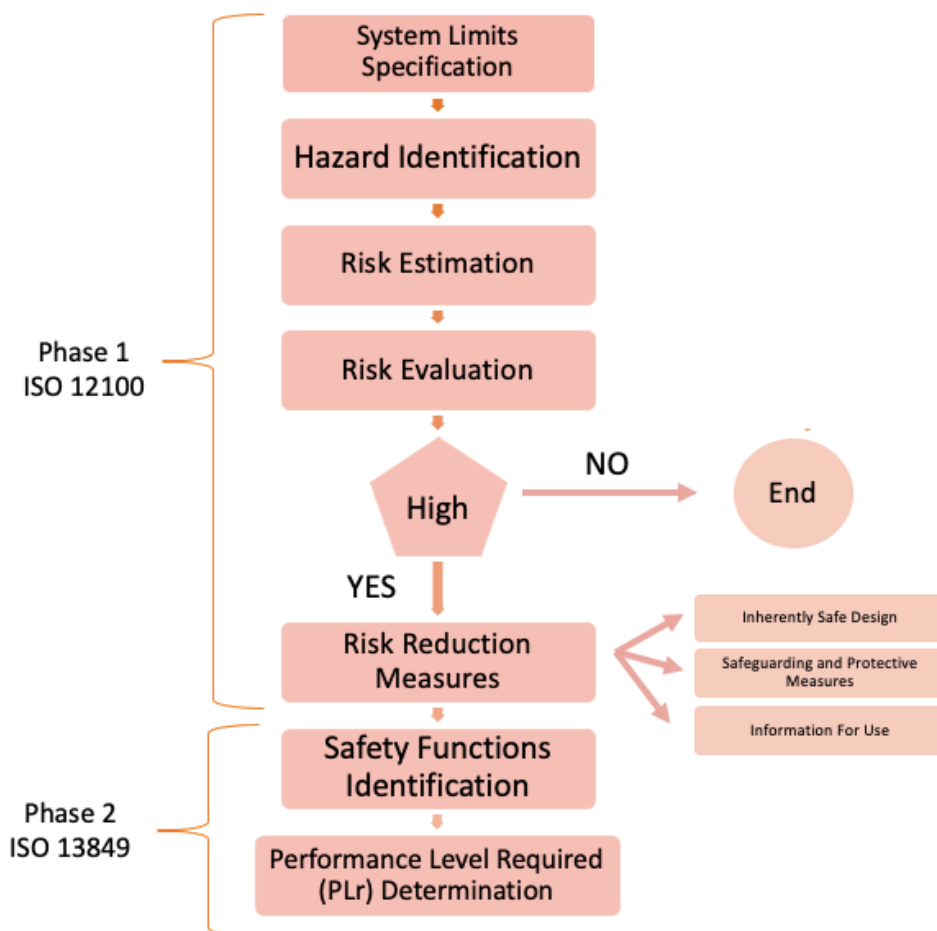 System Limits
Specification
Hazard Identification
Risk Estimation
Risk Evaluation
Phase 1
ISO 12100
High
NO
End
YES
Risk Reduction
Measures
Inherently Safe Design
Safeguarding and Protective
Measures
Information For Use
Safety Functions
Identification
Phase 2
ISO 13849
Performance Level Required
(PLr) Determination